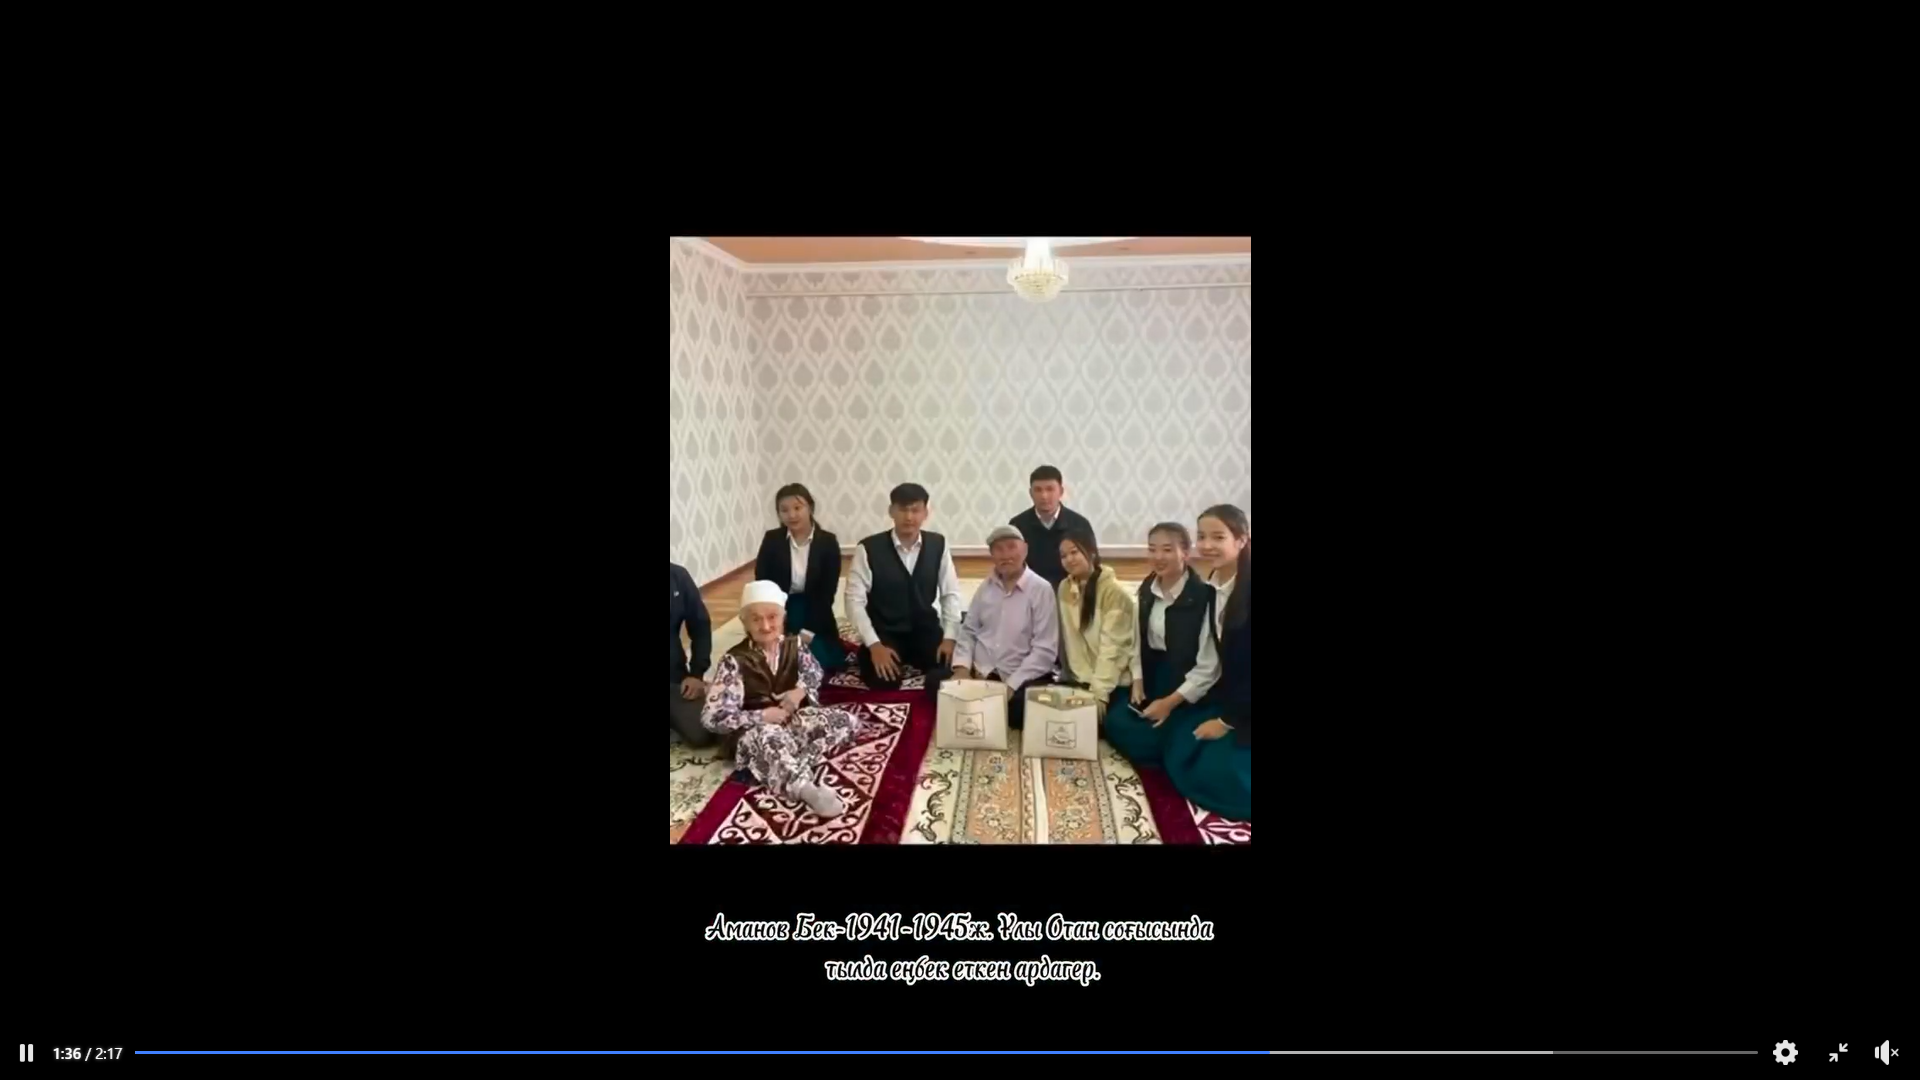 Аманов Бек-1941-1945ж. Ұлы Отан соғысында
тылда еңбек еткен ардагер.
1:36 / 2:17